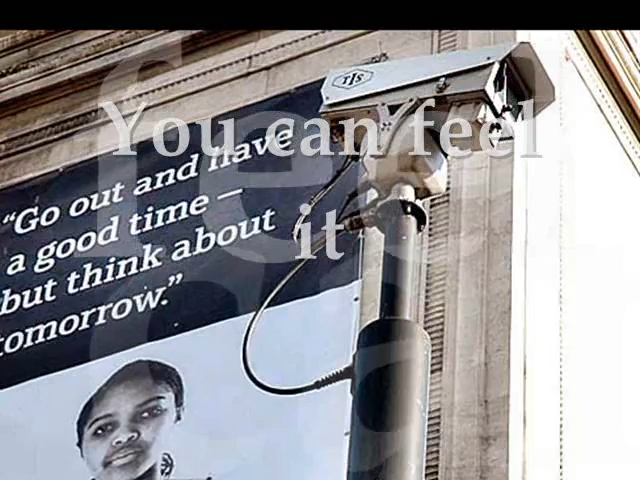 TJS
You can feel
it
“Go out and have
a good time –
but think about
tomorrow.”